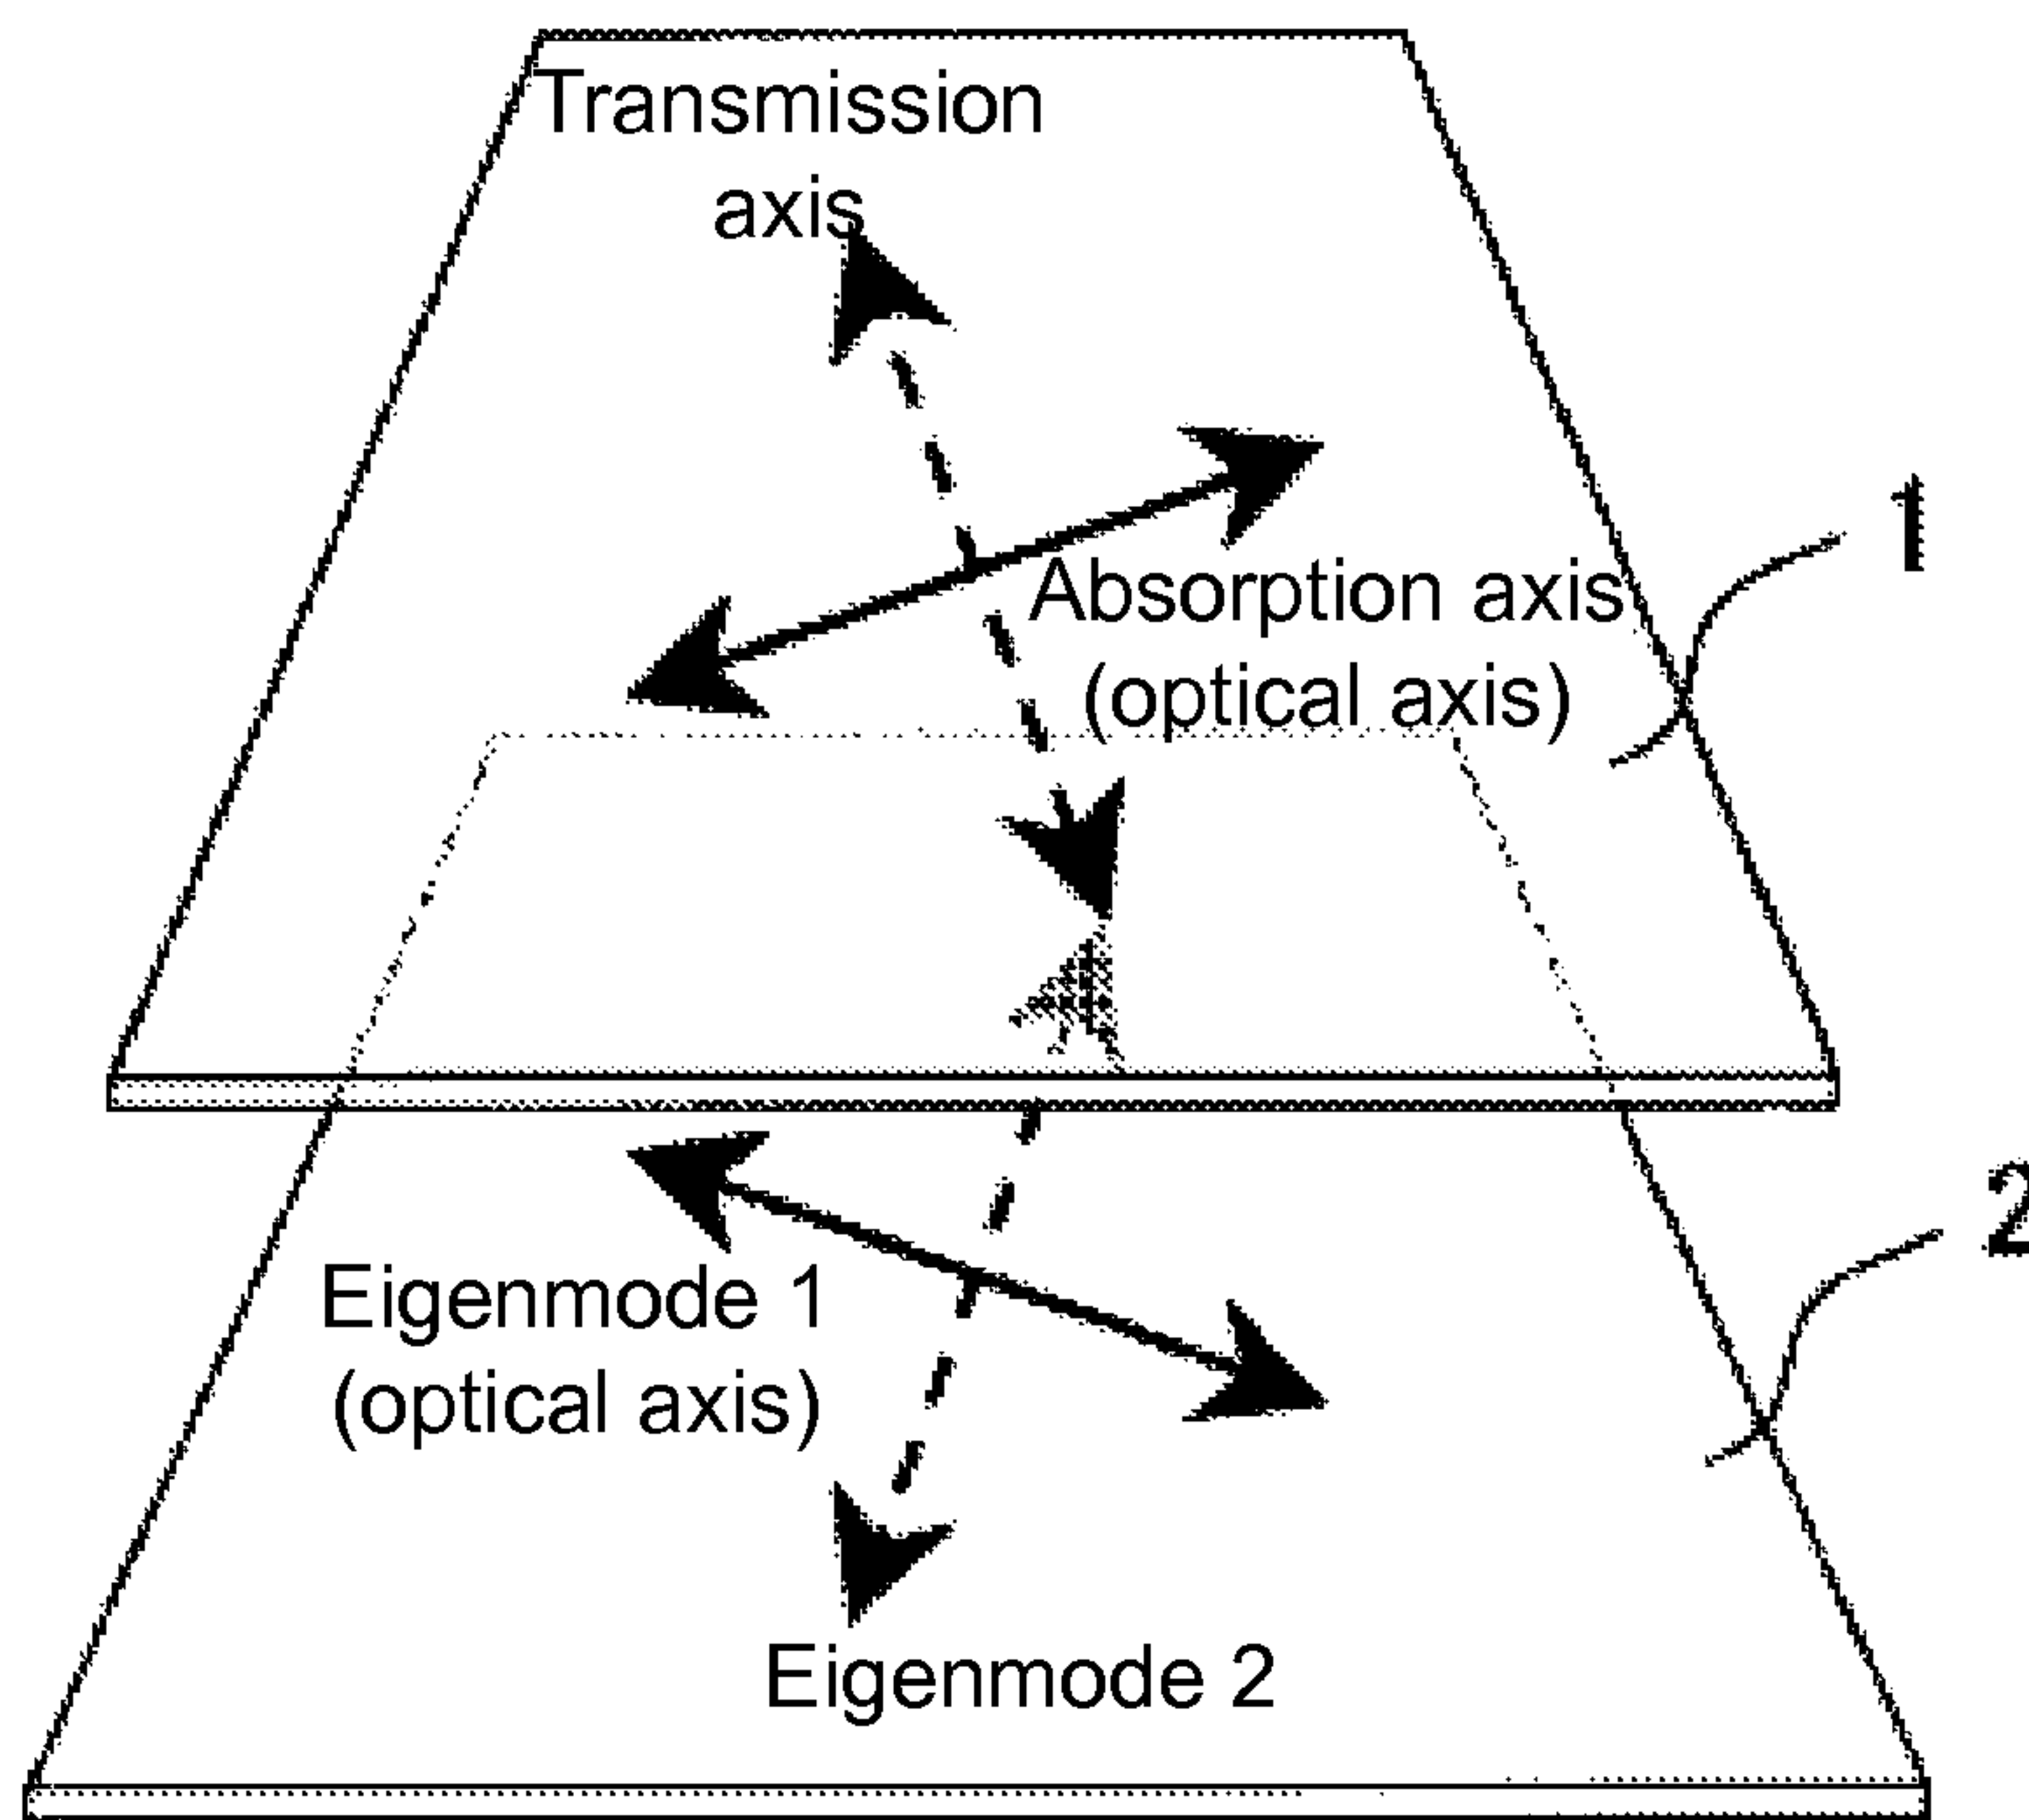 Transmission
axis
1
Absorption axis
(optical axis)
2
Eigenmode 1
(optical axis)
Eigenmode 2